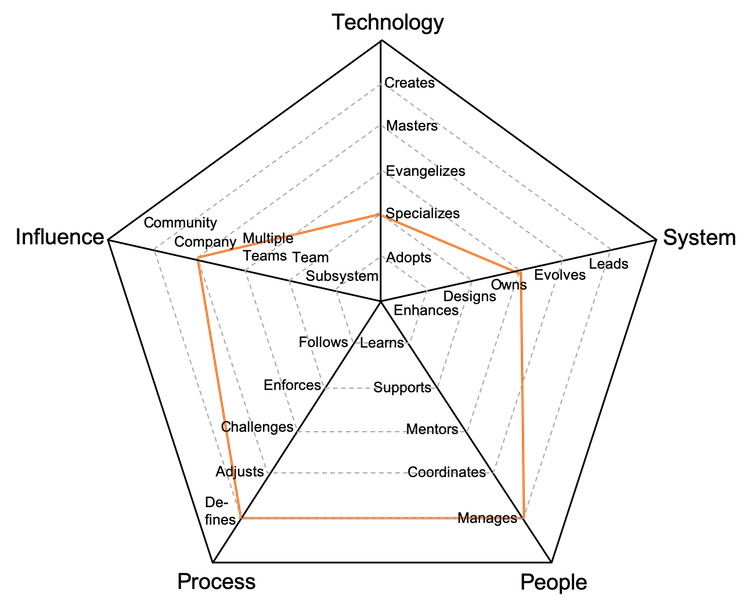 Technology
Creates
Masters
Evangelizes
Specializes
Adopts
Influence
Community
Company
Multiple
Teams
Team
Subsystem
System
Leads
Evolves
Owns
Designs
Enhances
Follows
Learns
Enforces
Supports
Challenges
Mentors
Adjusts
Coordinates
De-
fines
Manages
Process
People